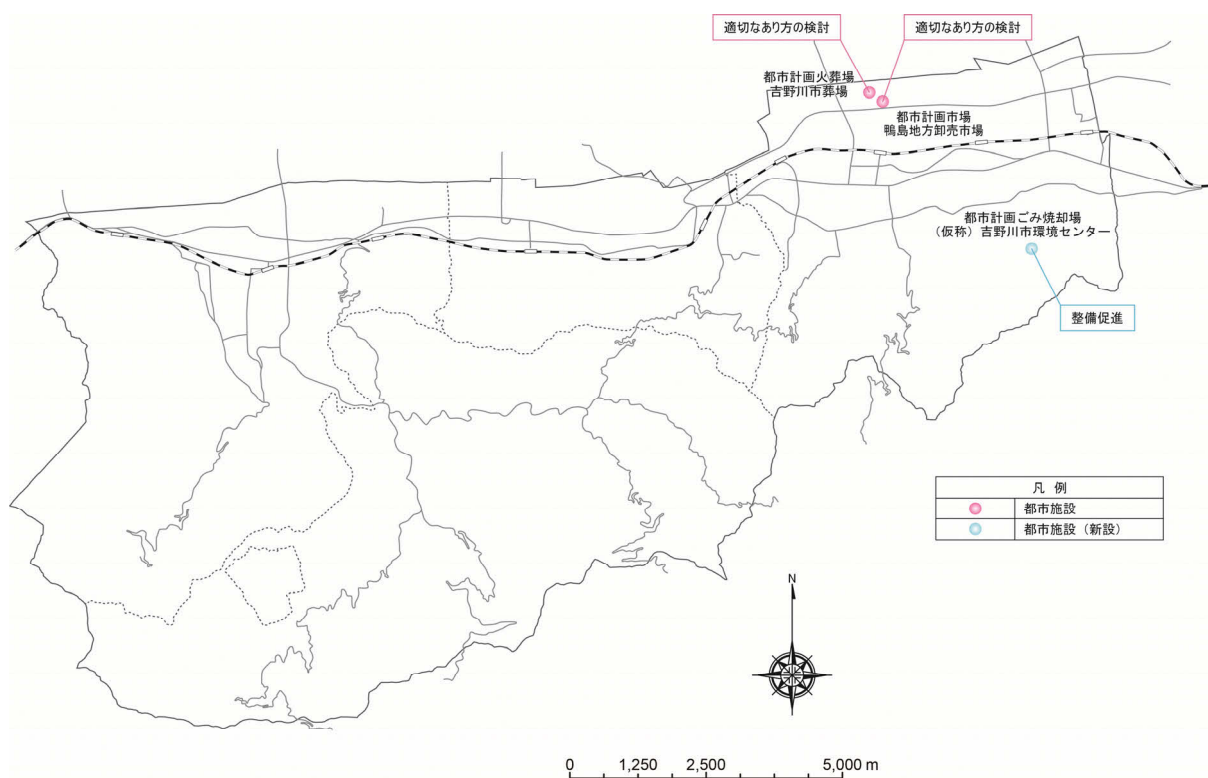 適切なあり方の検討
適切なあり方の検討
都市計画火葬場
吉野川市葬場
都市計画市場
鴨島地方卸売市場
都市計画ごみ焼却場
（仮称）吉野川市環境センター
整備促進
凡 例
都市施設
都市施設（新設）
N
0 1,250 2,500 5,000 m